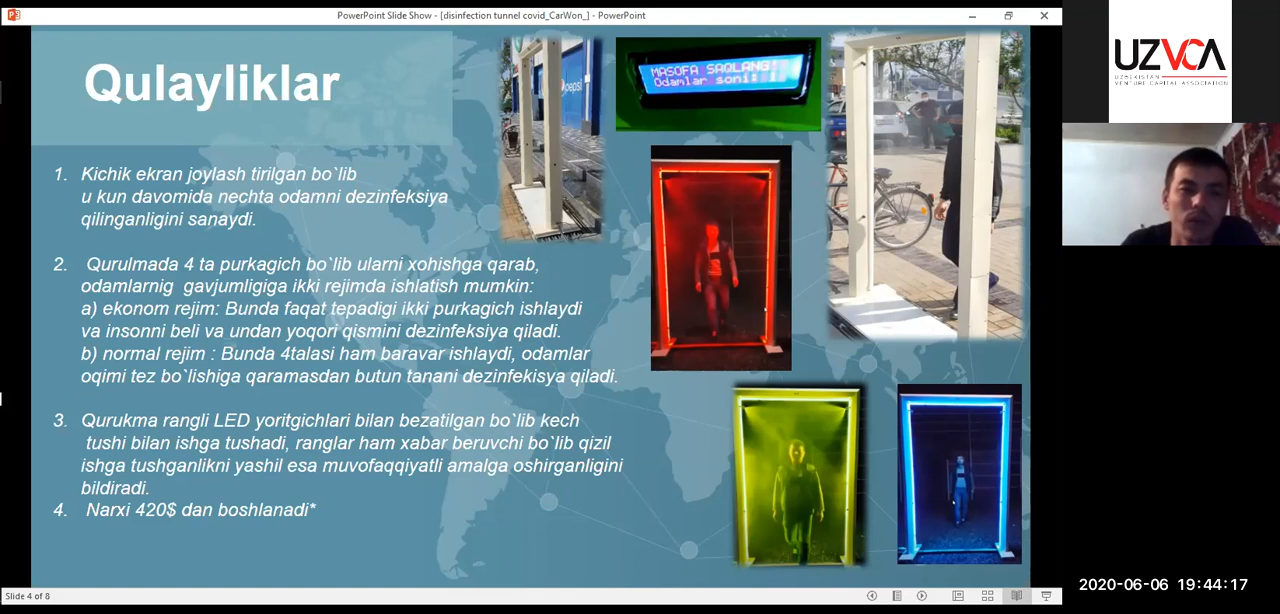 PowerPoint Slide Show - [disinfection tunnel covid_CarWon_] - PowerPoint
Qulayliklar
1. Kichik ekran joylash tirilgan bo`lib
u kun davomida nechta odamni dezinfeksiya
qilinganligini sanaydi.
2. Qurulmada 4 ta purkagich bo`lib ularni xohishga qarab,
odamlarnig gavjumligiga ikki rejimda ishlatish mumkin:
a) ekonom rejim: Bunda faqat tepadigi ikki purkagich ishlaydi
va insonni beli va undan yoqori qismini dezinfeksiya qiladi.
b) normal rejim : Bunda 4talasi ham baravar ishlaydi, odamlar
oqimi tez bo`lishiga qaramasdan butun tanani dezinfekisya qiladi.
3. Qurukma rangli LED yoritgichlari bilan bezatilgan bo`lib kech
tushi bilan ishga tushadi, ranglar ham xabar beruvchi bo`lib qizil
ishga tushganlikni yashil esa muvofaqqiyatli amalga oshirganligini
bildiradi.
4. Narxi 420$ dan boshlanadi*
pepsi
MASOFA SAQLANG!
Odamlar soni:
UZVCA
UZBEKISTAN
VENTURE CAPITAL ASSOCIATION
Slide 4 of 8
2020-06-06 19:44:17